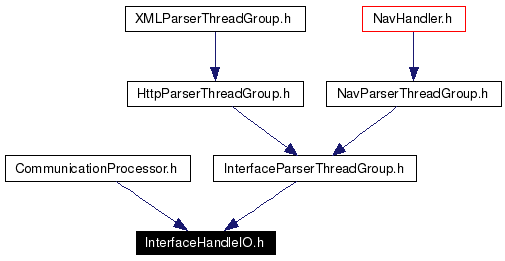 XMLParserThreadGroup.h
NavHandler.h
HttpParserThreadGroup.h
NavParserThreadGroup.h
CommunicationProcessor.h
InterfaceParserThreadGroup.h
InterfaceHandleIO.h